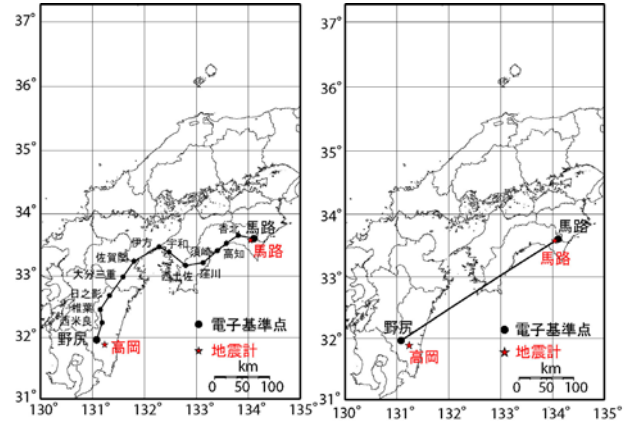 37°
36°
35°
34°
33°
32°
31°
130° 131° 132° 133° 134° 135°
香北
馬路
馬路
伊方
宇和
須崎
高知
佐賀関
大分三重
西土佐
窪川
日之影
椎葉
西米良
野尻
高岡
電子基準点
地震計
km
0 50 100
37°
36°
35°
34°
33°
32°
31°
130° 131° 132° 133° 134° 135°
馬路
馬路
野尻
高岡
電子基準点
地震計
km
0 50 100